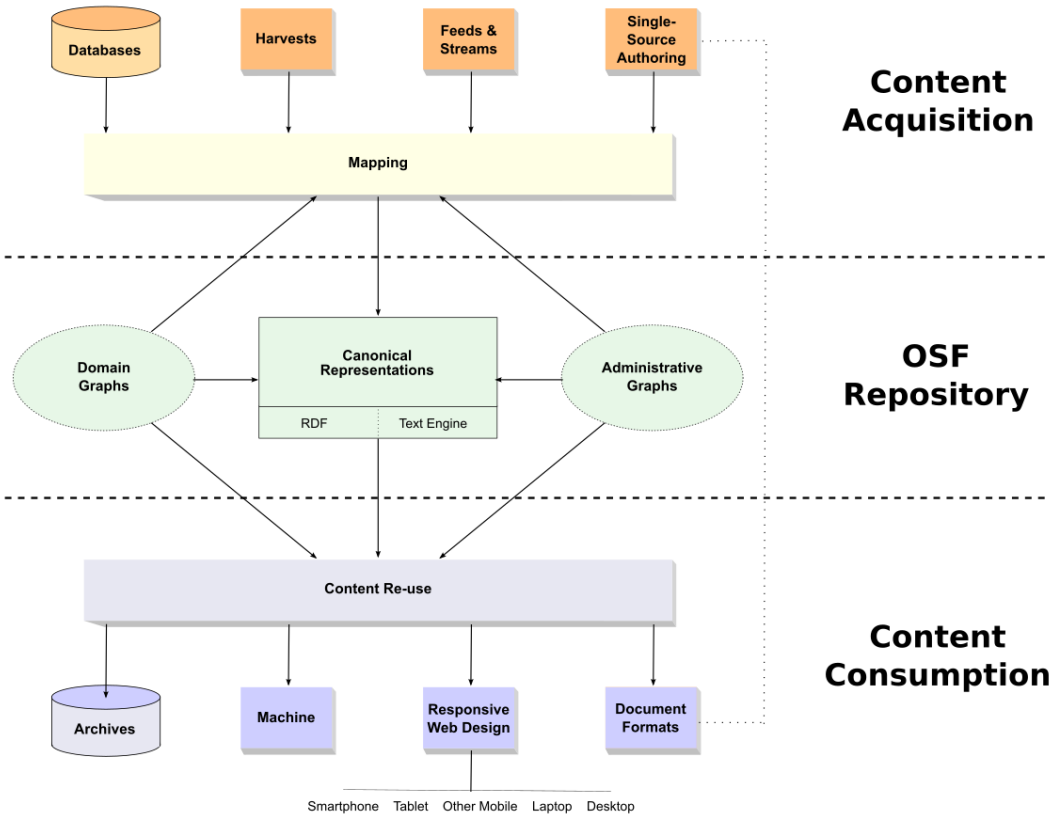 Databases
Harvests
Feeds &
Streams
Single-
Source
Authoring
Content
Acquisition
Mapping
Domain
Graphs
Canonical
Representations
RDF
Text Engine
Administrative
Graphs
OSF
Repository
Content Re-use
Content
Consumption
Archives
Machine
Responsive
Web Design
Document
Formats
Smartphone Tablet Other Mobile Laptop Desktop